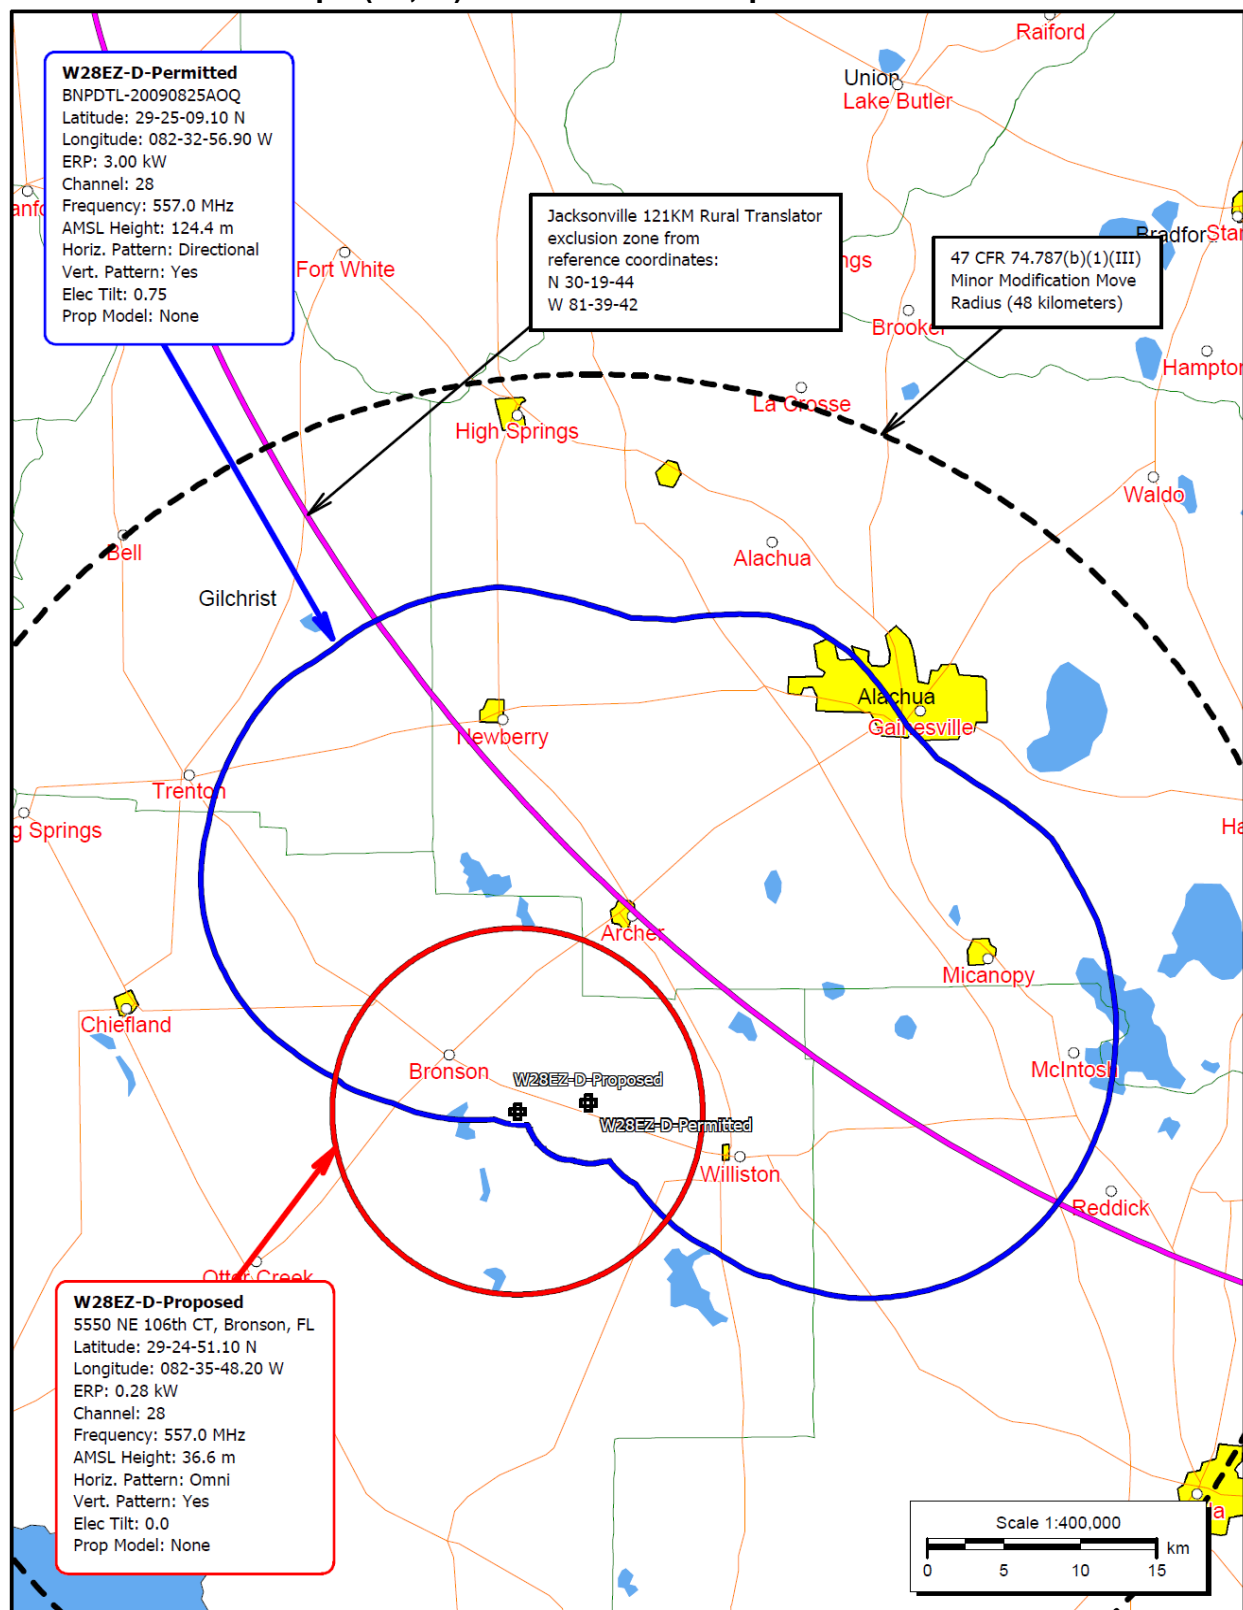 Raiford
Union
Lake Butler
W28EZ-D-Permitted
BNPDTL-20090825AOQ
Latitude: 29-25-09.10 N
Longitude: 082-32-56.90 W
ERP: 3.00 kW
Channel: 28
Frequency: 557.0 MHz
AMSL Height: 124.4 m
Horiz. Pattern: Directional
Vert. Pattern: Yes
Elec Tilt: 0.75
Prop Model: None
Jacksonville 121KM Rural Translator
exclusion zone from
reference coordinates:
N 30-19-44
W 81-39-42
47 CFR 74.787(b)(1)(III)
Minor Modification Move
Radius (48 kilometers)
Bradford
Fort White
Brooker
Hampton
La Crosse
High Springs
Waldo
Bell
Alachua
Gilchrist
Alachua
Gainesville
Newberry
Trenton
g Springs
Archer
Micanopy
Chiefland
Bronson
McIntosh
W28EZ-D-Proposed
W28EZ-D-Permitted
Williston
Reddick
Otter Creek
W28EZ-D-Proposed
5550 NE 106th CT, Bronson, FL
Latitude: 29-24-51.10 N
Longitude: 082-35-48.20 W
ERP: 0.28 kW
Channel: 28
Frequency: 557.0 MHz
AMSL Height: 36.6 m
Horiz. Pattern: Omni
Vert. Pattern: Yes
Elec Tilt: 0.0
Prop Model: None
Scale 1:400,000
km
0 5 10 15